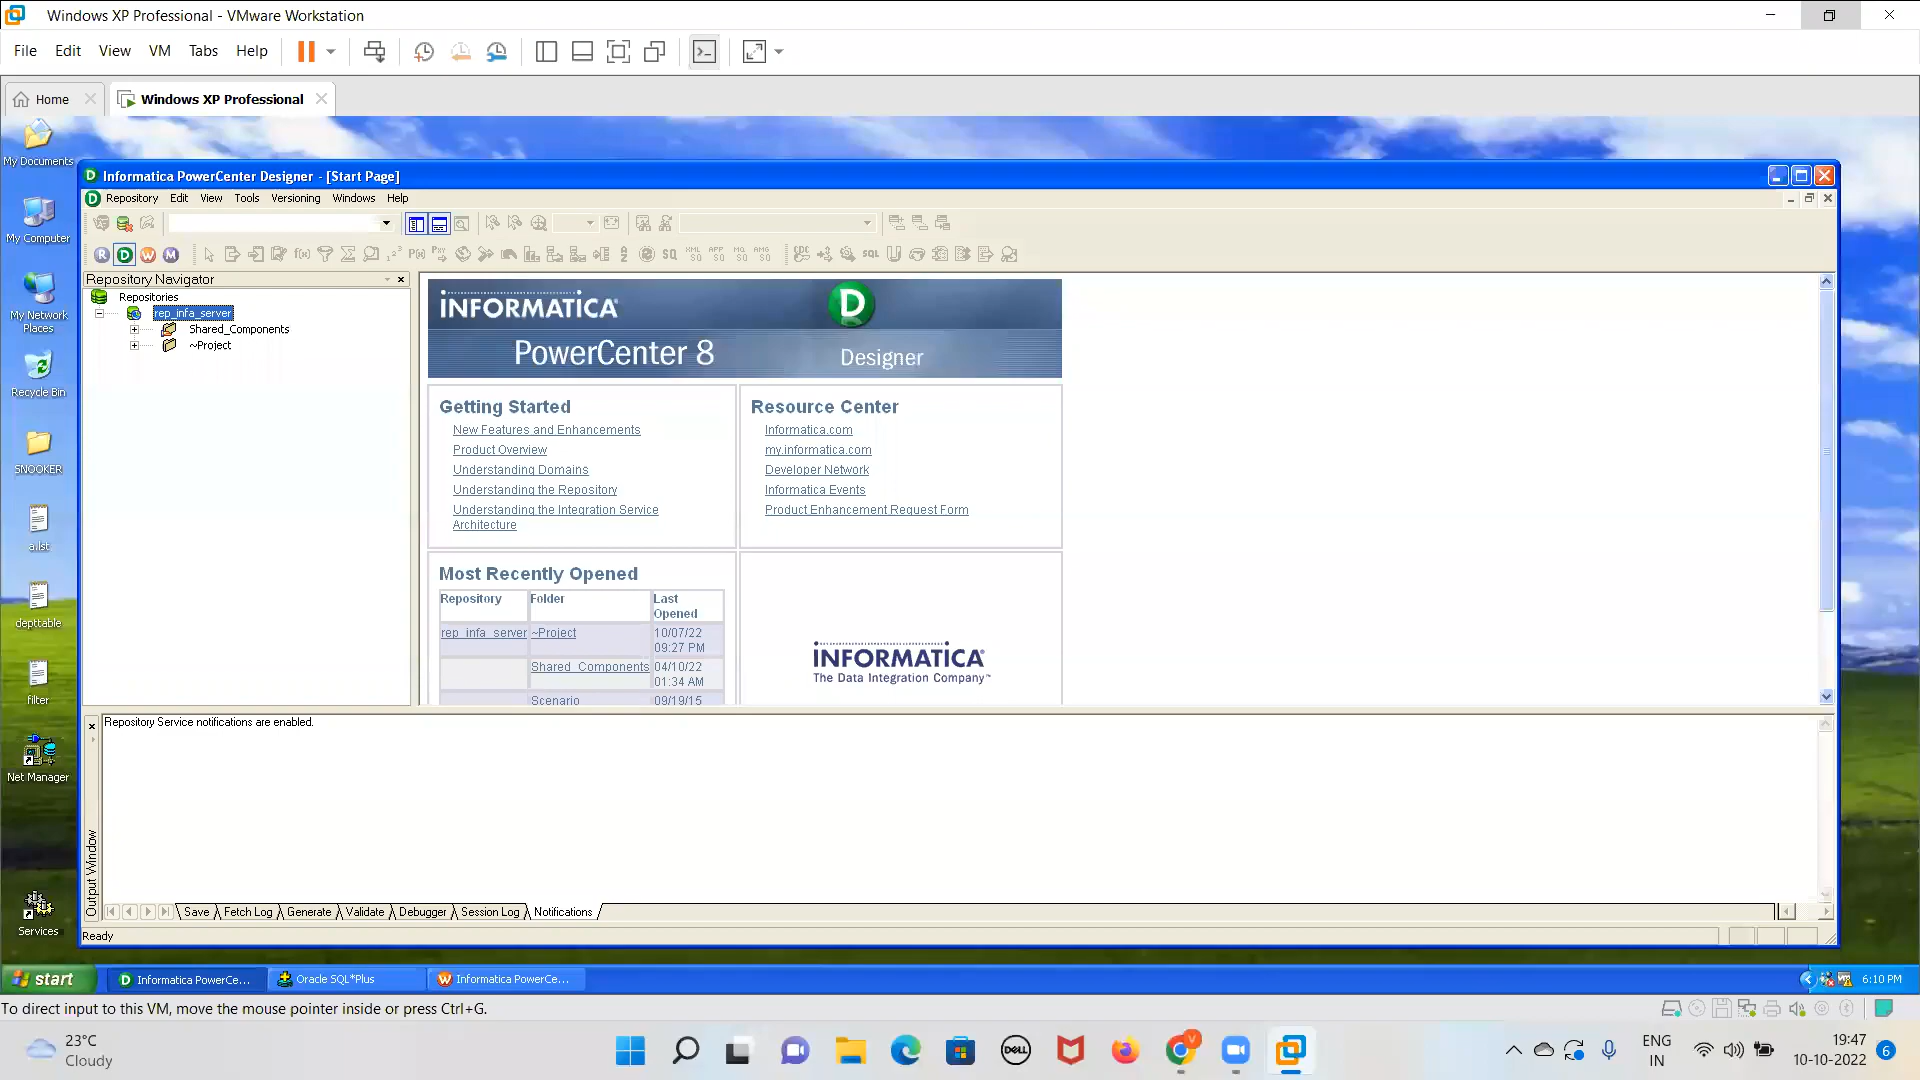 Windows XP Professional - VMware Workstation
File Edit View VM Tabs Help
Home
Windows XP Professional
My Documents
My Computer
My Network
Places
Recycle Bin
SNOOKER
a.lst
depttable
filter
Net Manager
Services
Informatica PowerCenter Designer - [Start Page]
Repository Edit View Tools Versioning Windows Help
Repository Navigator
Repositories
rep_infa_server
Shared_Components
~Project
INFORMATICA
D
PowerCenter 8 Designer
Getting Started
New Features and Enhancements
Product Overview
Understanding Domains
Understanding the Repository
Understanding the Integration Service
Architecture
Resource Center
Informatica.com
my.informatica.com
Developer Network
Informatica Events
Product Enhancement Request Form
Most Recently Opened
Repository Folder Last
Opened
rep_infa_server ~Project 10/07/22
09:27 PM
Shared_Components 04/10/22
01:34 AM
Scenario 09/19/15
INFORMATICA
The Data Integration Company™
Repository Service notifications are enabled.
Output Window
Save Fetch Log Generate Validate Debugger Session Log Notifications
Ready
start
Informatica PowerCe...
Oracle SQL*Plus
Informatica PowerCe...
6:10 PM
To direct input to this VM, move the mouse pointer inside or press Ctrl+G.
23°C
Cloudy
DELL
V
ENG
IN
19:47
10-10-2022
6